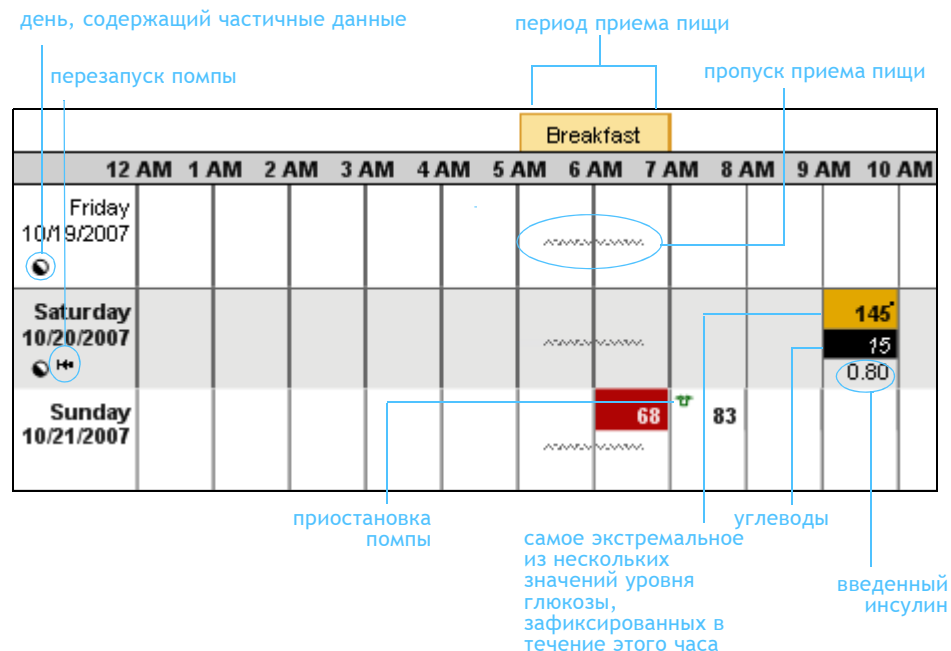 день, содержащий частичные данные
период приема пищи
перезапуск помпы
пропуск приема пищи
Breakfast
12 AM 1 AM 2 AM 3 AM 4 AM 5 AM 6 AM 7 AM 8 AM 9 AM 10 AM
Friday
10/19/2007
Saturday
10/20/2007
145
15
0.80
Sunday
10/21/2007
68
83
приостановка
помпы
самое экстремальное
из нескольких
значений уровня
глюкозы,
зафиксированных в
течение этого часа
углеводы
введенный
инсулин